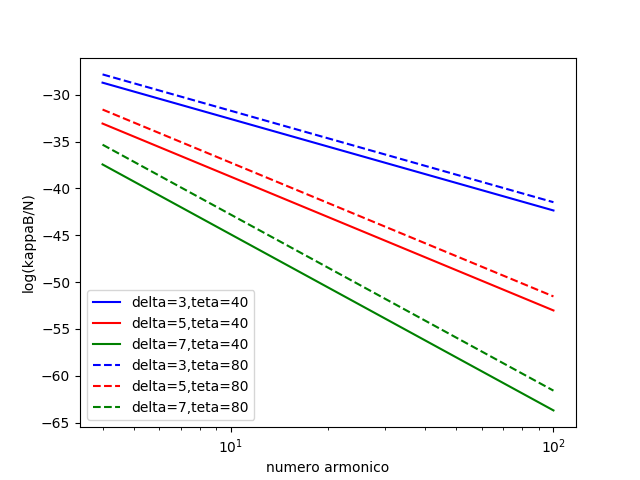 log(kappaB/N)
−30
−35
−40
−45
−50
−55
−60
−65
delta=3,teta=40
delta=5,teta=40
delta=7,teta=40
delta=3,teta=80
delta=5,teta=80
delta=7,teta=80
10¹ 10²
numero armonico